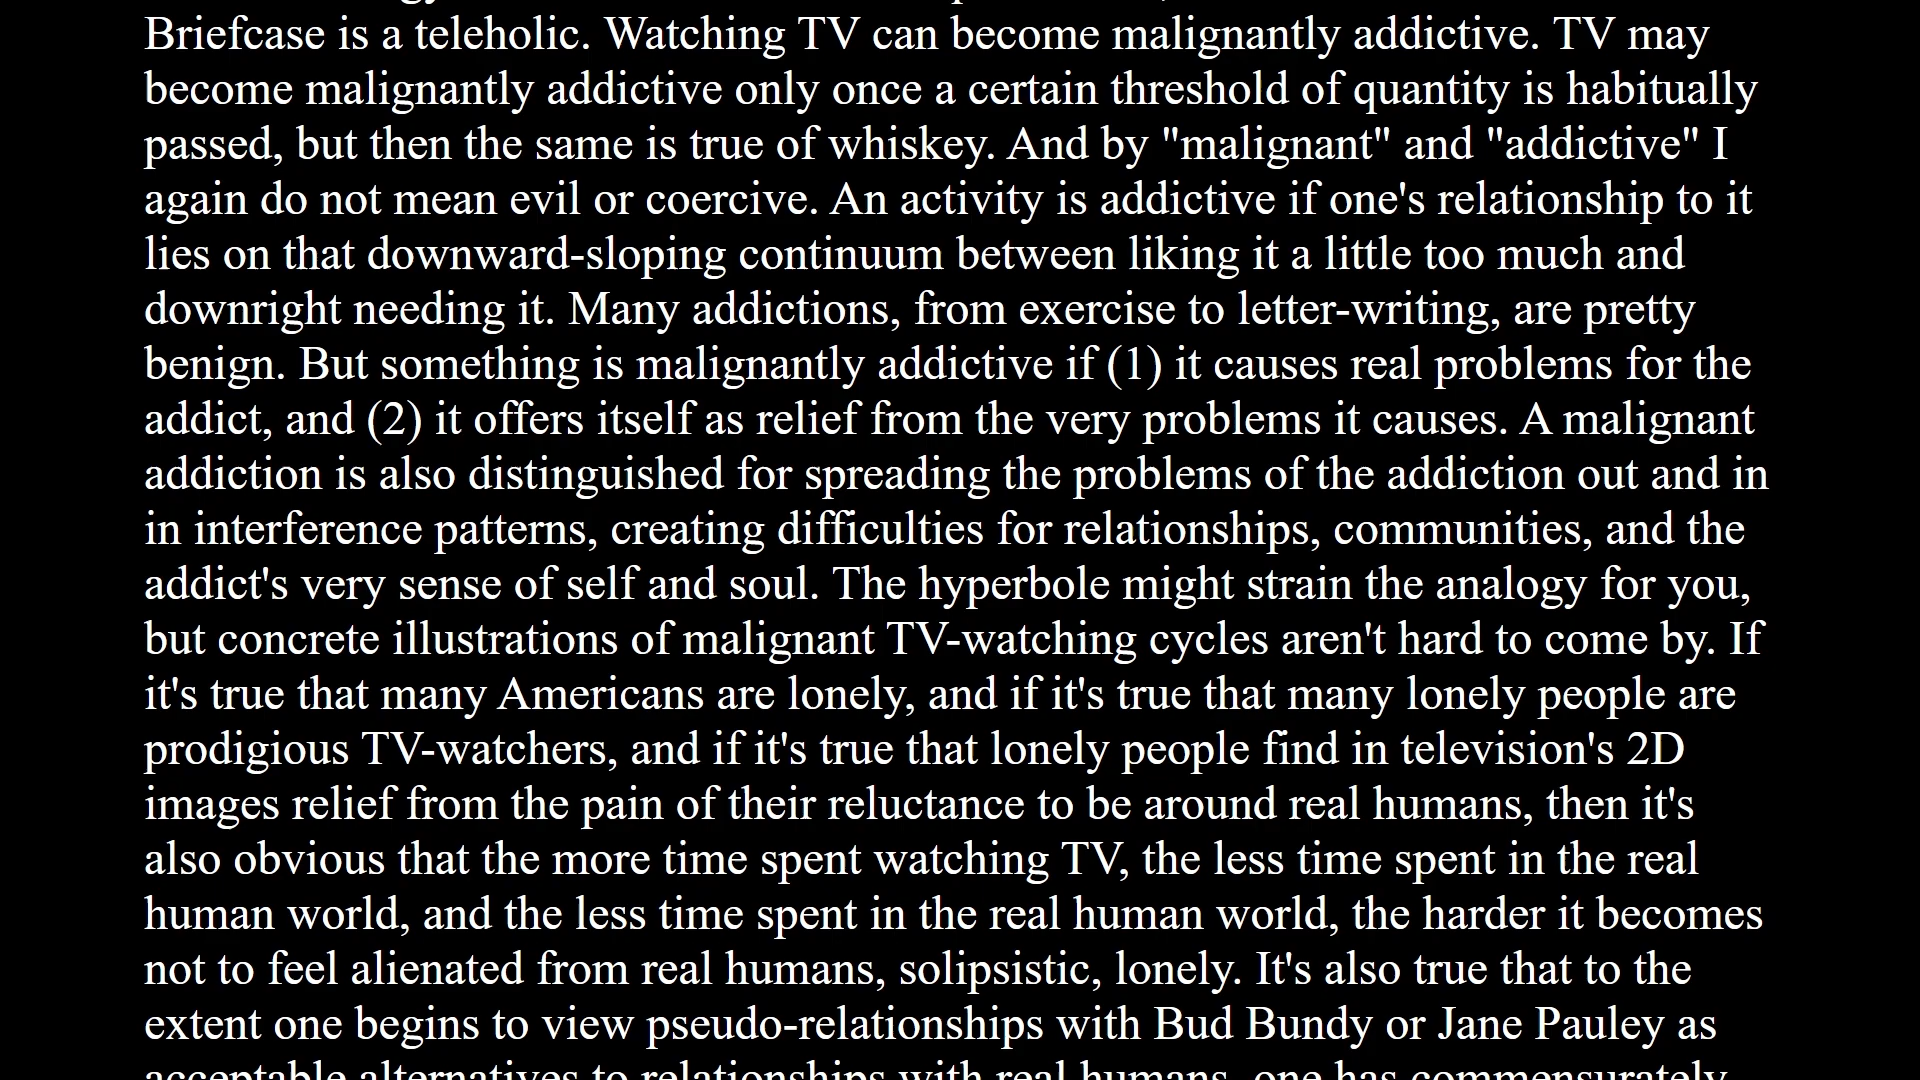 Briefcase is a teleholic. Watching TV can become malignantly addictive. TV may
become malignantly addictive only once a certain threshold of quantity is habitually
passed, but then the same is true of whiskey. And by "malignant" and "addictive" I
again do not mean evil or coercive. An activity is addictive if one's relationship to it
lies on that downward-sloping continuum between liking it a little too much and
downright needing it. Many addictions, from exercise to letter-writing, are pretty
benign. But something is malignantly addictive if (1) it causes real problems for the
addict, and (2) it offers itself as relief from the very problems it causes. A malignant
addiction is also distinguished for spreading the problems of the addiction out and in
in interference patterns, creating difficulties for relationships, communities, and the
addict's very sense of self and soul. The hyperbole might strain the analogy for you,
but concrete illustrations of malignant TV-watching cycles aren't hard to come by. If
it's true that many Americans are lonely, and if it's true that many lonely people are
prodigious TV-watchers, and if it's true that lonely people find in television's 2D
images relief from the pain of their reluctance to be around real humans, then it's
also obvious that the more time spent watching TV, the less time spent in the real
human world, and the less time spent in the real human world, the harder it becomes
not to feel alienated from real humans, solipsistic, lonely. It's also true that to the
extent one begins to view pseudo-relationships with Bud Bundy or Jane Pauley as
acceptable alternatives to relationships with real humans, one has commensurately